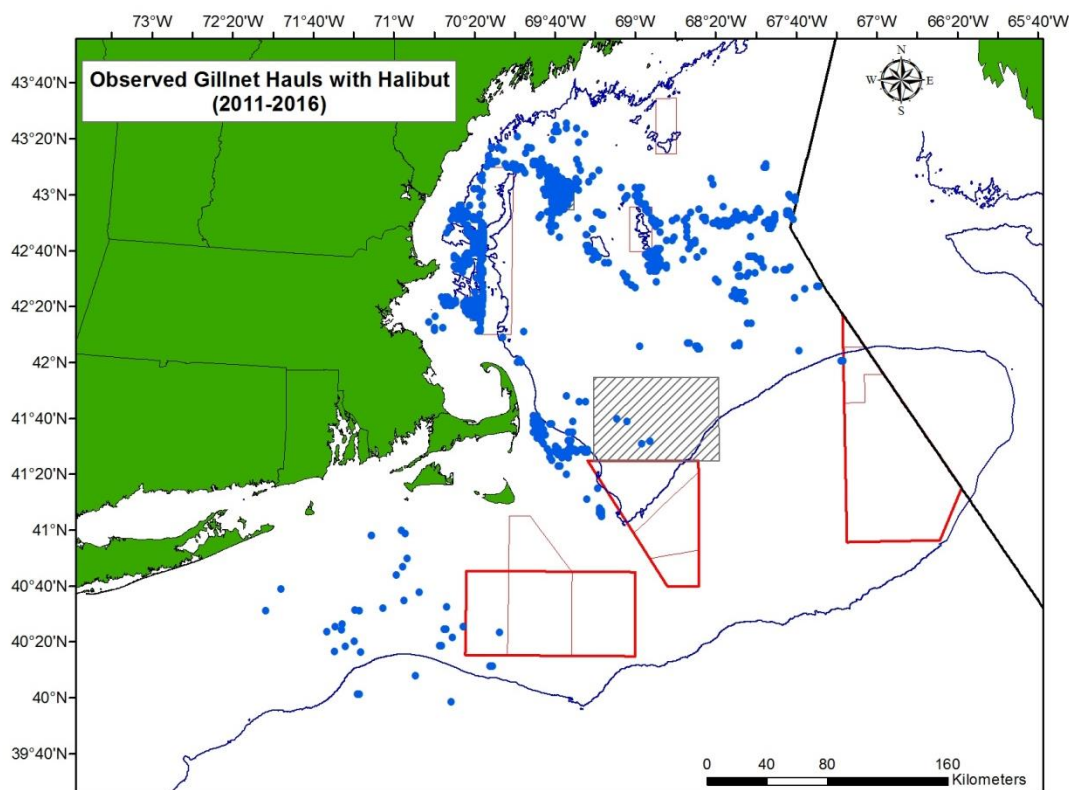 73°W 72°20'W 71°40'W 71°W 70°20'W 69°40'W 69°W 68°20'W 67°40'W 67°W 66°20'W 65°40'W
Observed Gillnet Hauls with Halibut
(2011-2016)
N
W E
S
43°40'N
43°20'N
43°N
42°40'N
42°20'N
42°N
41°40'N
41°20'N
41°N
40°40'N
40°20'N
40°N
39°40'N
0 40 80 160
Kilometers